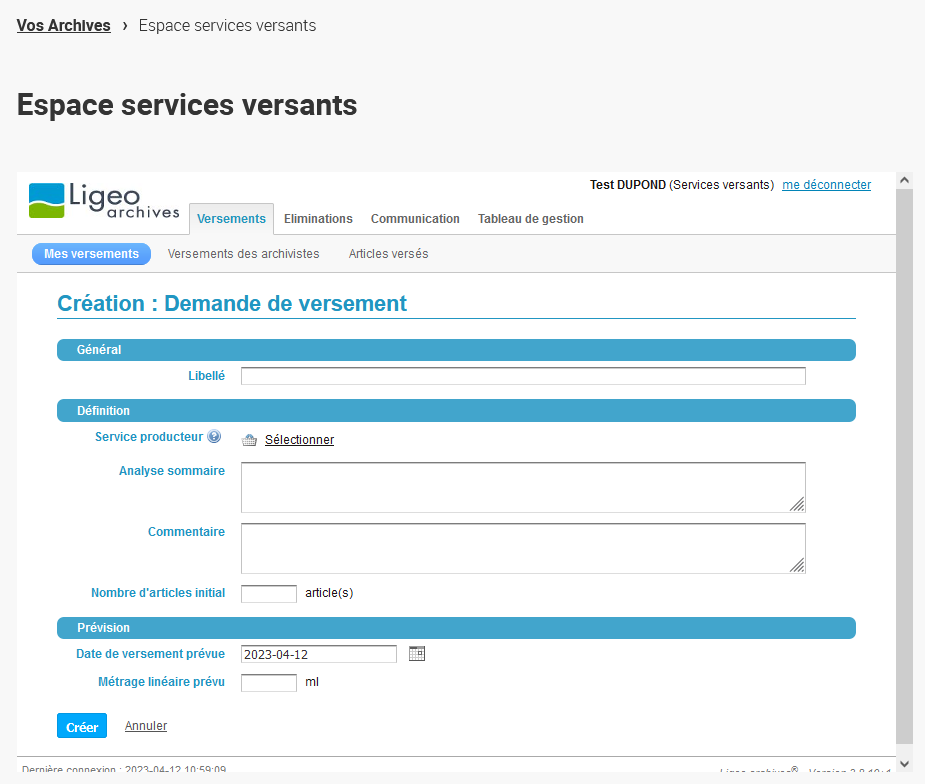 Vos Archives › Espace services versants
Espace services versants
Ligeo archives
Test DUPOND (Services versants) me déconnecter
Versements Eliminations Communication Tableau de gestion
Mes versements Versements des archivistes Articles versés
Création : Demande de versement
Général
Libellé
Définition
Service producteur ? Sélectionner
Analyse sommaire
Commentaire
Nombre d'articles initial article(s)
Prévision
Date de versement prévue 2023-04-12
Métrage linéaire prévu ml
Créer Annuler
Dernière connexion : 2023-04-12 10:59:09 Ligeo archives® Version